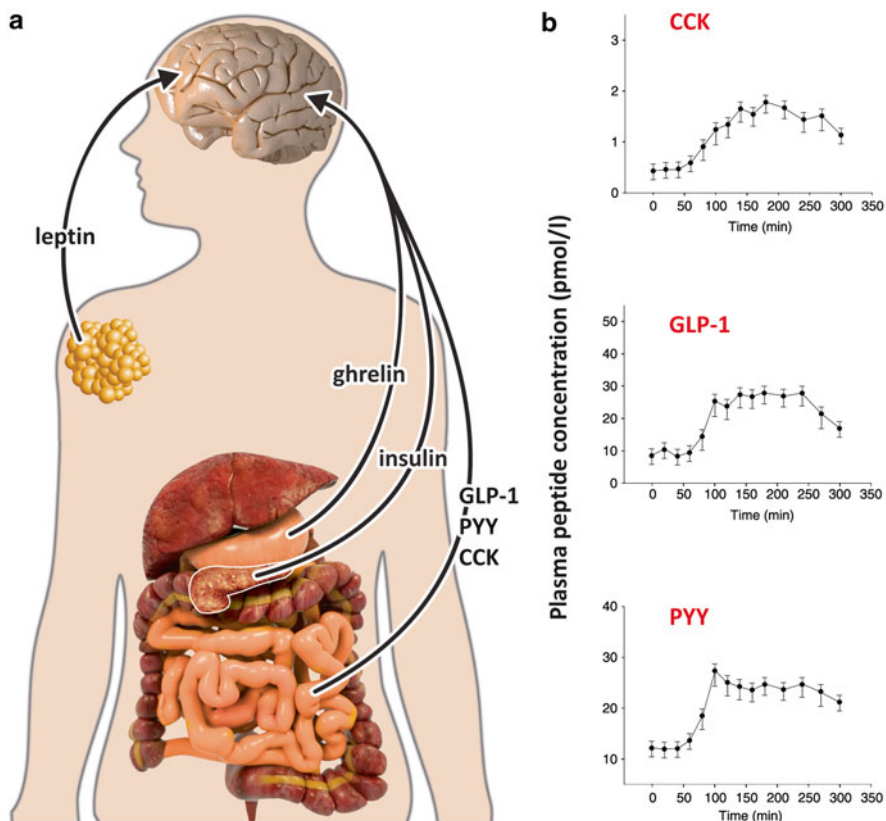 a
leptin
ghrelin
insulin
GLP-1
PYY
CCK
b
Plasma peptide concentration (pmol/l)
CCK
3
2
1
0
0 50 100 150 200 250 300 350
Time (min)
GLP-1
50
40
30
20
10
0
0 50 100 150 200 250 300 350
Time (min)
PYY
40
30
20
10
0 50 100 150 200 250 300 350
Time (min)